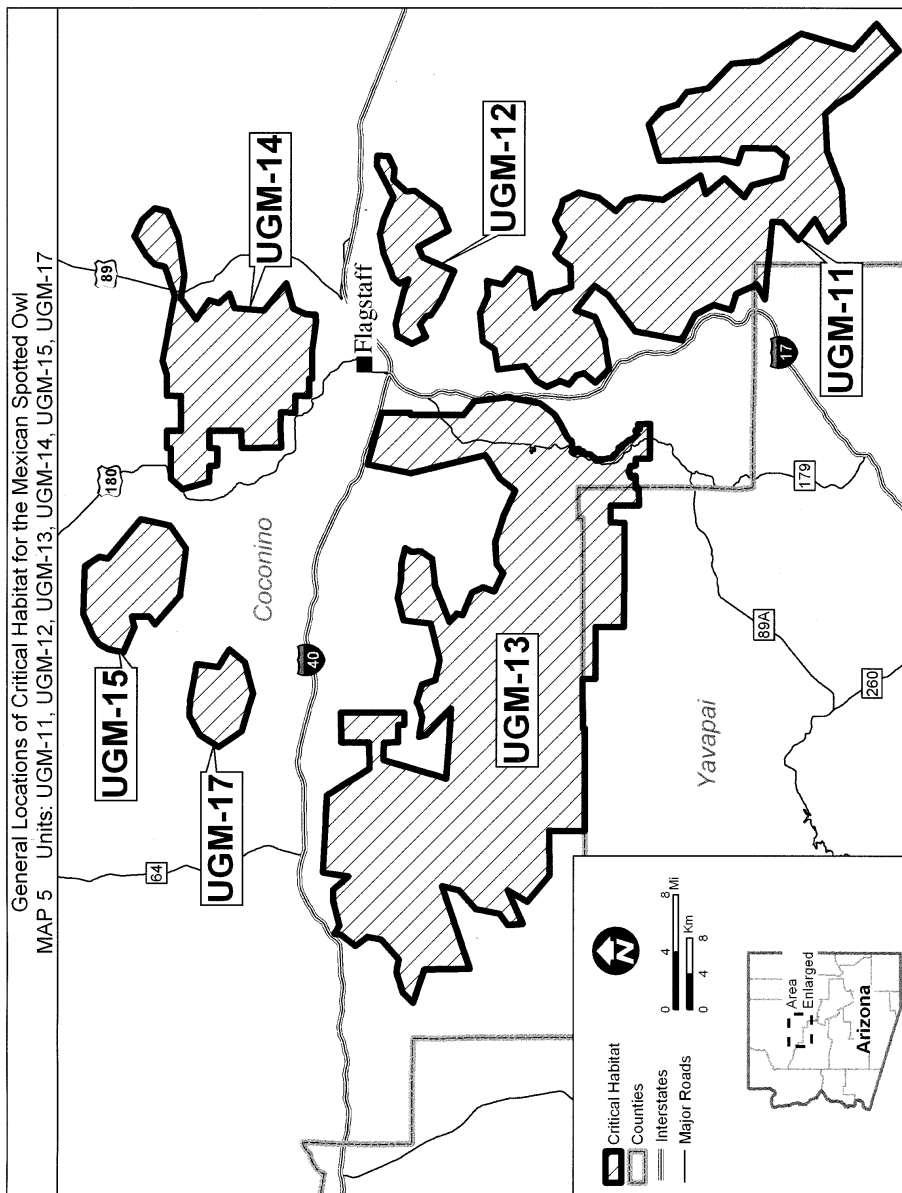 General Locations of Critical Habitat for the Mexican Spotted Owl
MAP 5 Units: UGM-11, UGM-12, UGM-13, UGM-14, UGM-15, UGM-17
64
180
89
UGM-15
UGM-14
UGM-17
Coconino
40
Flagstaff
UGM-12
UGM-13
UGM-11
17
179
89A
260
Yavapai
Critical Habitat
Counties
Interstates
Major Roads
N
0 4 8 Mi
0 4 8 Km
Area
Enlarged
Arizona